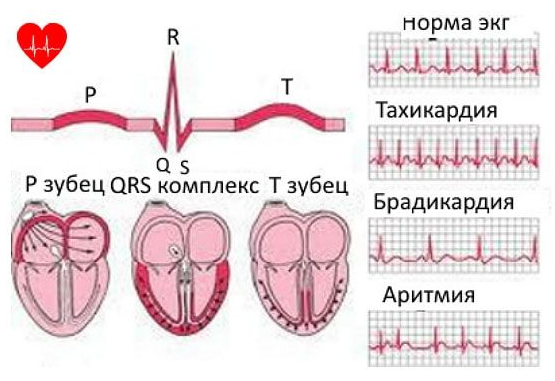 Норма экг
R
P
T
Q S
Р зубец QRS комплекс Т зубец
Тахикардия
Брадикардия
Аритмия